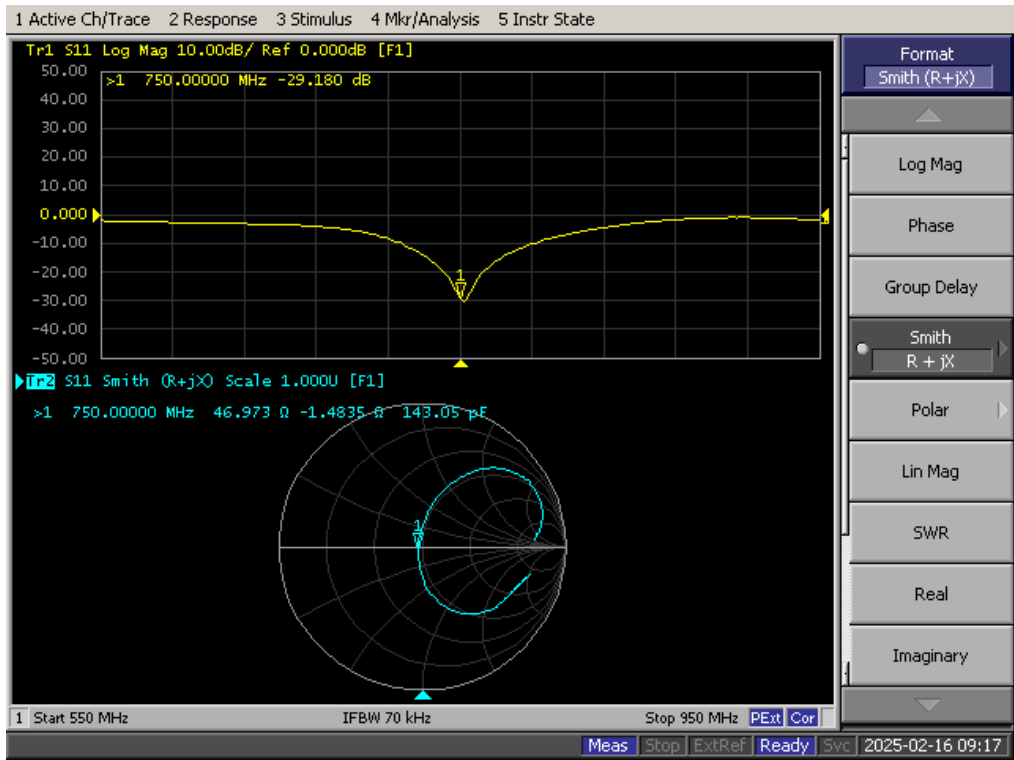 1 Active Ch/Trace 2 Response 3 Stimulus 4 Mkr/Analysis 5 Instr State
Tr1 S11 Log Mag 10.00dB/ Ref 0.000dB [F1]
50.00
>1 750.00000 MHz -29.180 dB
40.00
30.00
20.00
10.00
0.000
-10.00
-20.00
-30.00
-40.00
-50.00
1
1
Tr2 S11 Smith (R+jX) Scale 1.000U [F1]
>1 750.00000 MHz 46.973 Ω -1.4835 Ω 143.05 pF
1
1 Start 550 MHz IFBW 70 kHz Stop 950 MHz PExt Cor
Meas Stop ExtRef Ready Svc 2025-02-16 09:17
Format
Smith (R+jX)
Log Mag
Phase
Group Delay
Smith
R + jX
Polar
Lin Mag
SWR
Real
Imaginary